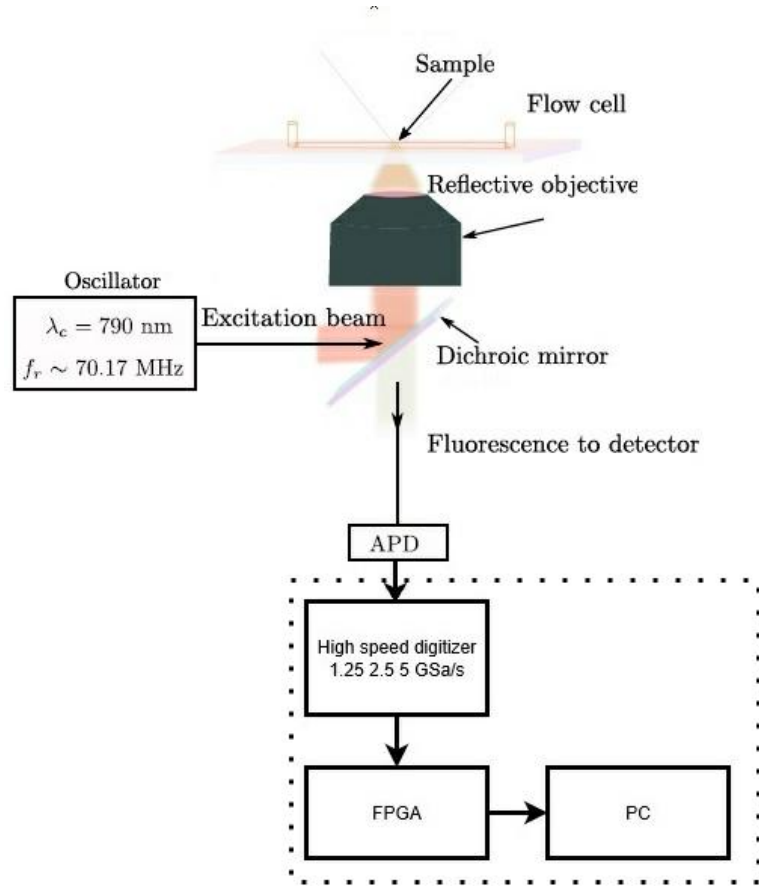 Sample
Flow cell
Reflective objective
Oscillator
λc = 790 nm
fr ∼ 70.17 MHz
Excitation beam
Dichroic mirror
Fluorescence to detector
APD
High speed digitizer
1.25 2.5 5 GSa/s
FPGA
PC